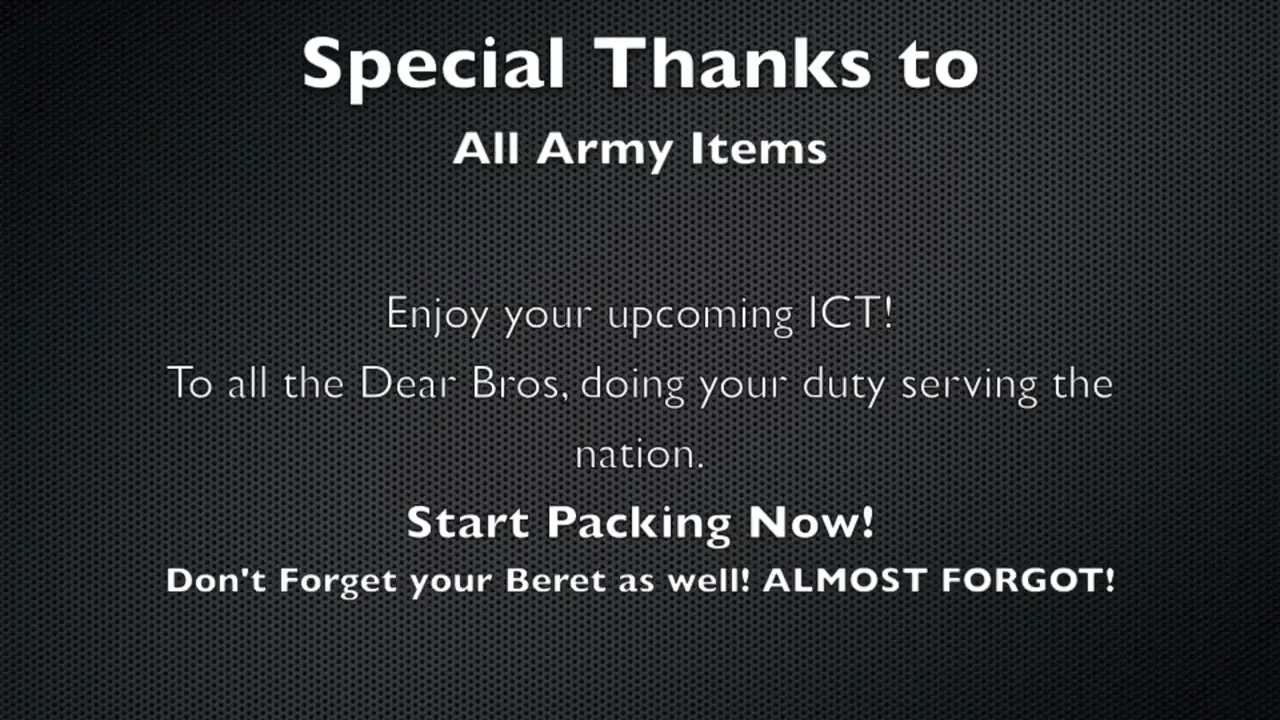 Special Thanks to
All Army Items
Enjoy your upcoming ICT!
To all the Dear Bros, doing your duty serving the
nation.
Start Packing Now!
Don't Forget your Beret as well! ALMOST FORGOT!